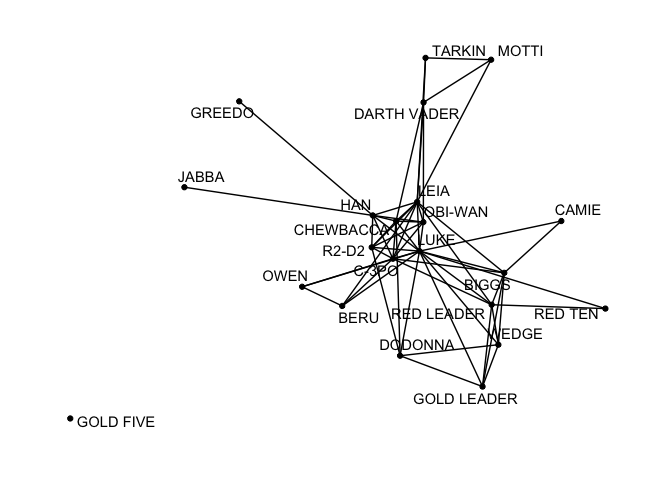 TARKIN
MOTTI
GREEDO
DARTH VADER
JABBA
LEIA
HAN
OBI-WAN
CAMIE
CHEWBACCA
LUKE
R2-D2
C-3PO
OWEN
BIGGS
BERU
RED LEADER
RED TEN
WEDGE
DODONNA
GOLD LEADER
GOLD FIVE